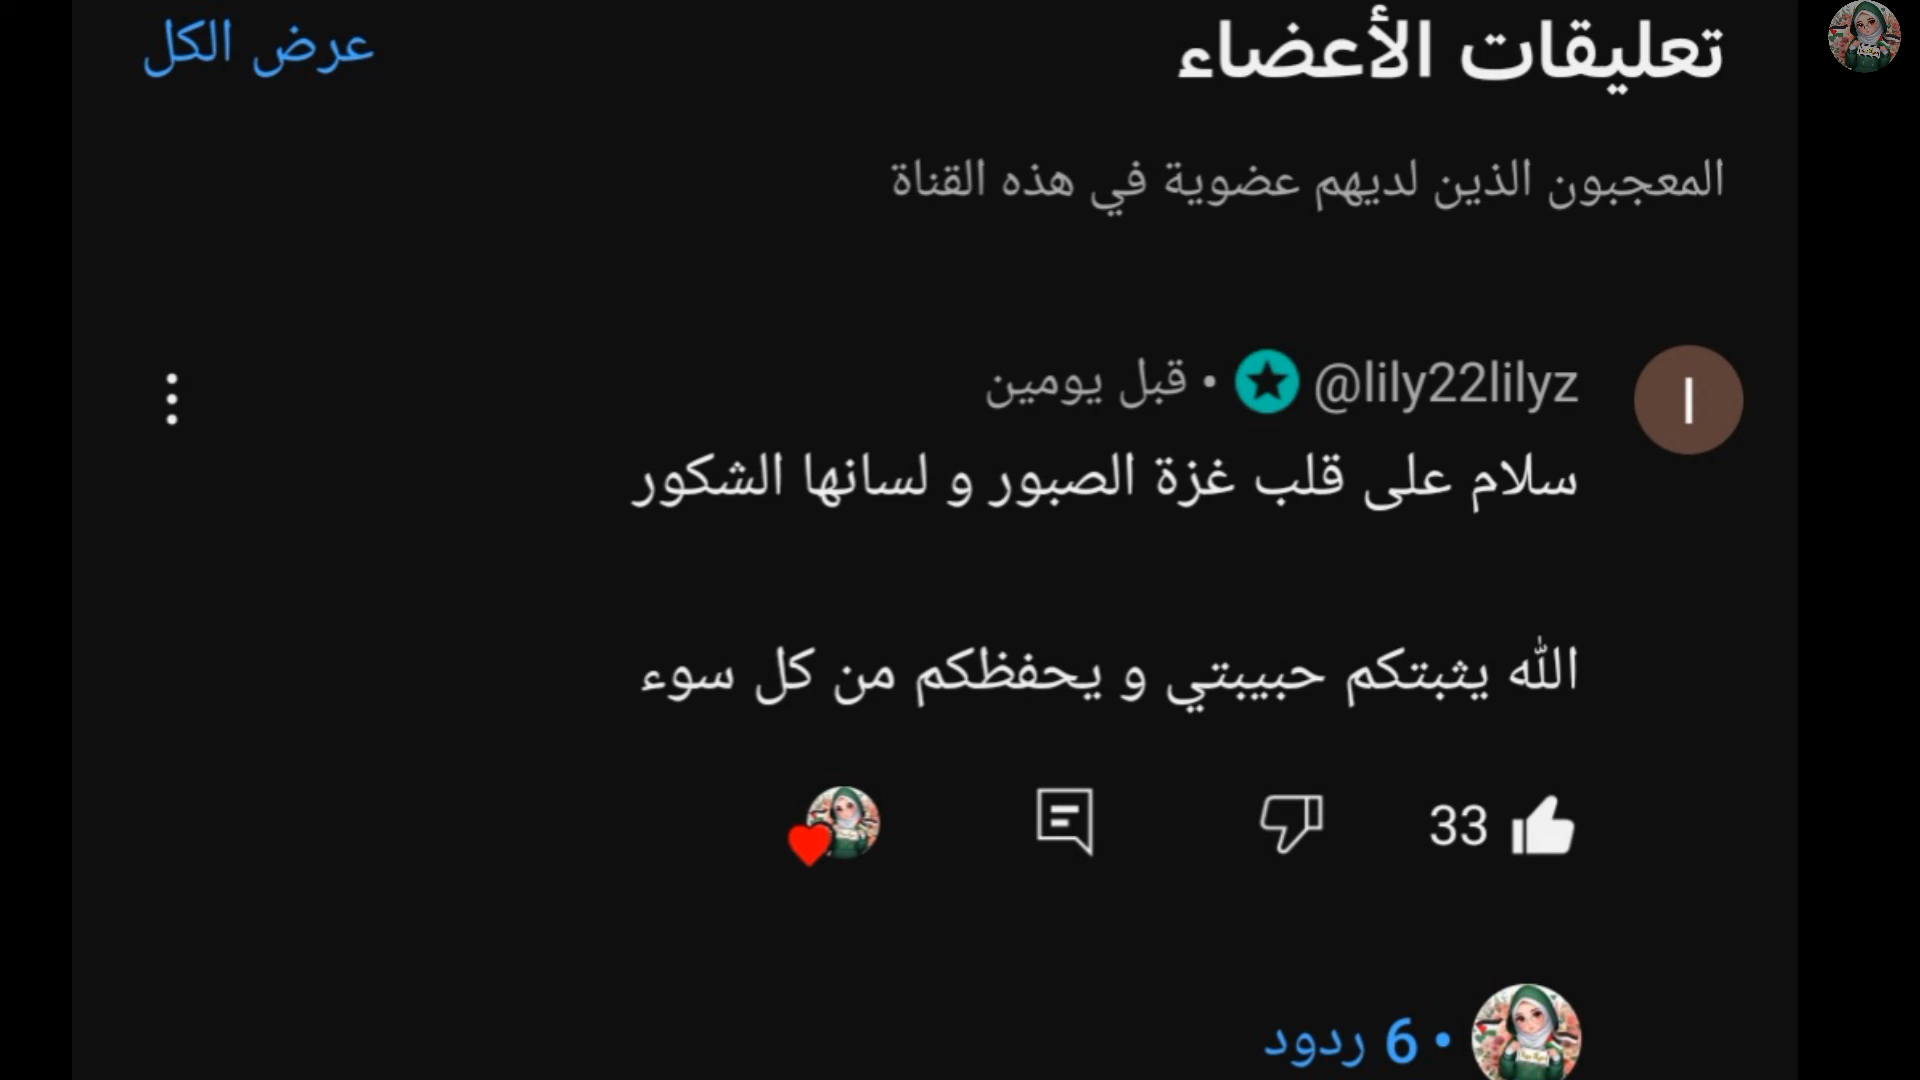 تعليقات الأعضاء
عرض الكل
المعجبون الذين لديهم عضوية في هذه القناة
l
@lily22lilyz • قبل يومين
سلام على قلب غزة الصبور و لسانها الشكور
الله يثبتكم حبيبتي و يحفظكم من كل سوء
33
• 6 ردود